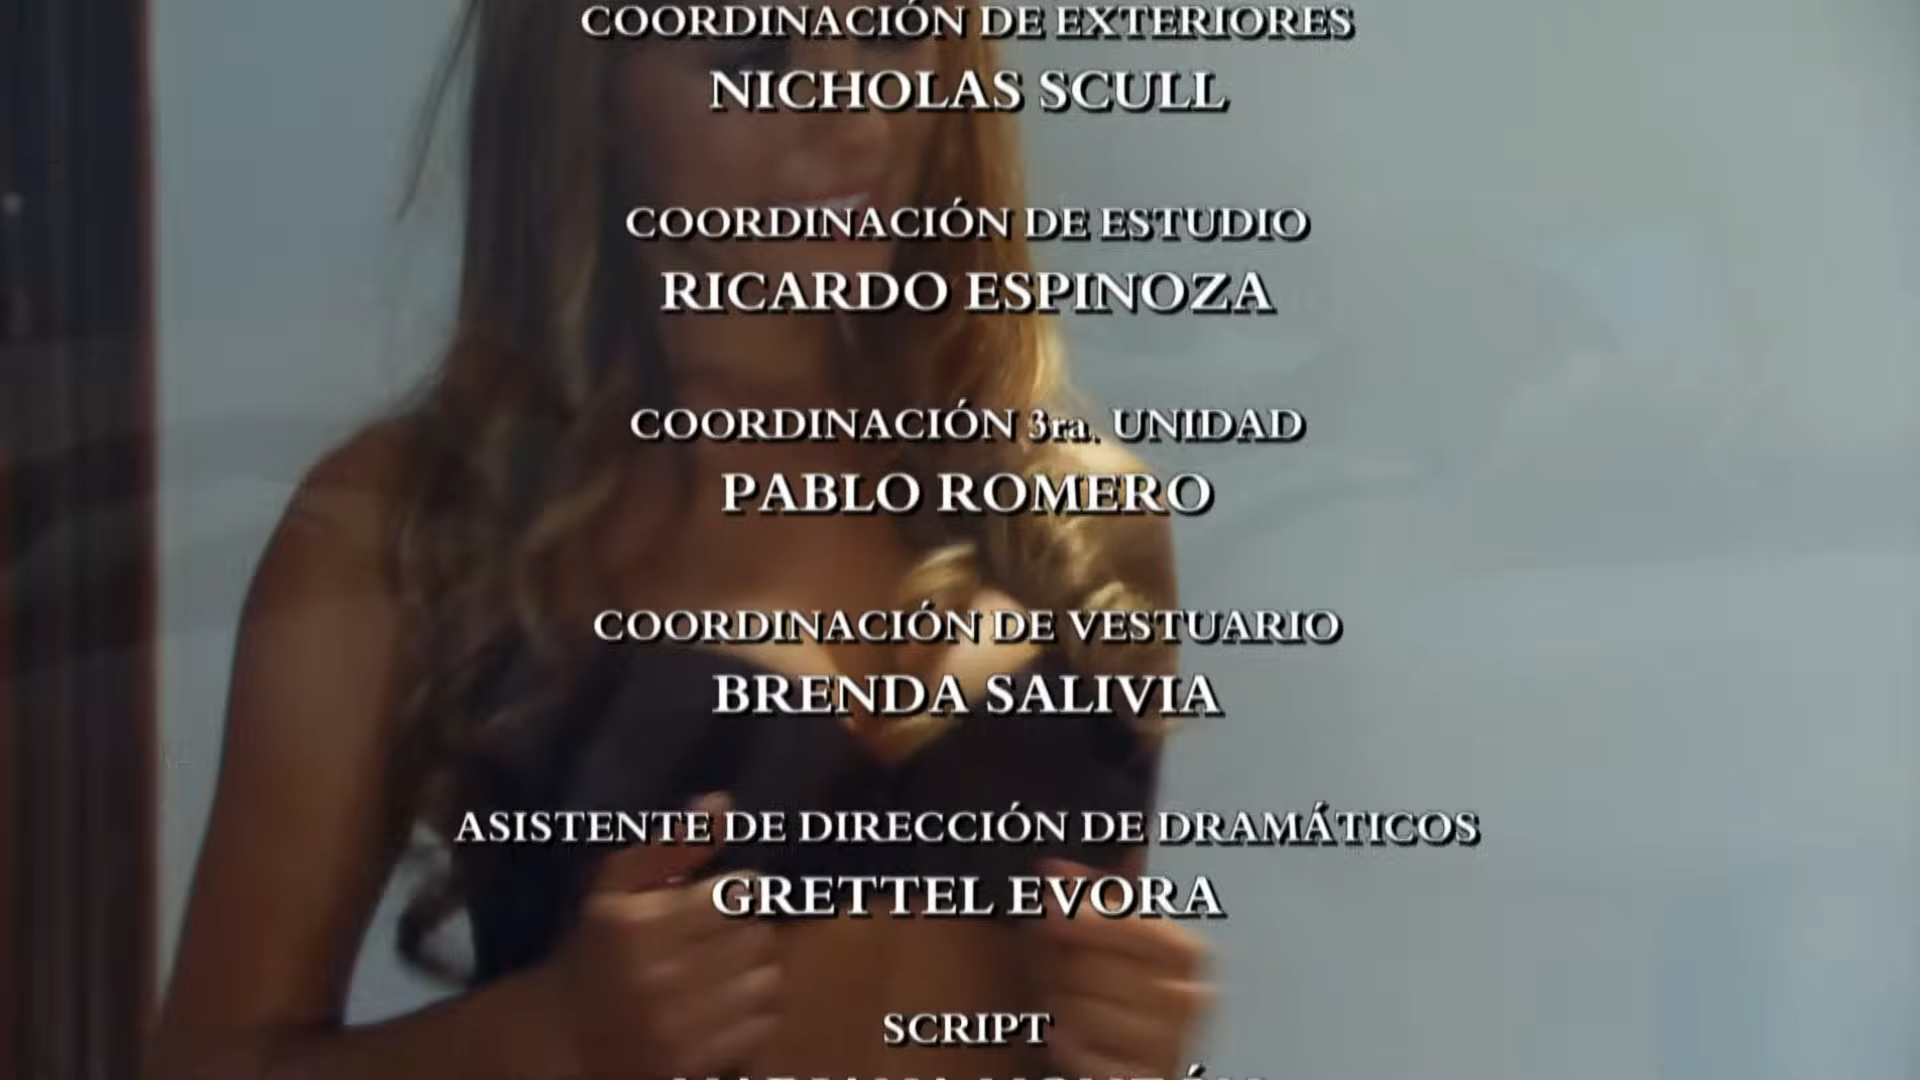 COORDINACIÓN DE EXTERIORES
NICHOLAS SCULL
COORDINACIÓN DE ESTUDIO
RICARDO ESPINOZA
COORDINACIÓN 3ra. UNIDAD
PABLO ROMERO
COORDINACIÓN DE VESTUARIO
BRENDA SALIVIA
ASISTENTE DE DIRECCIÓN DE DRAMÁTICOS
GRETTEL EVORA
SCRIPT